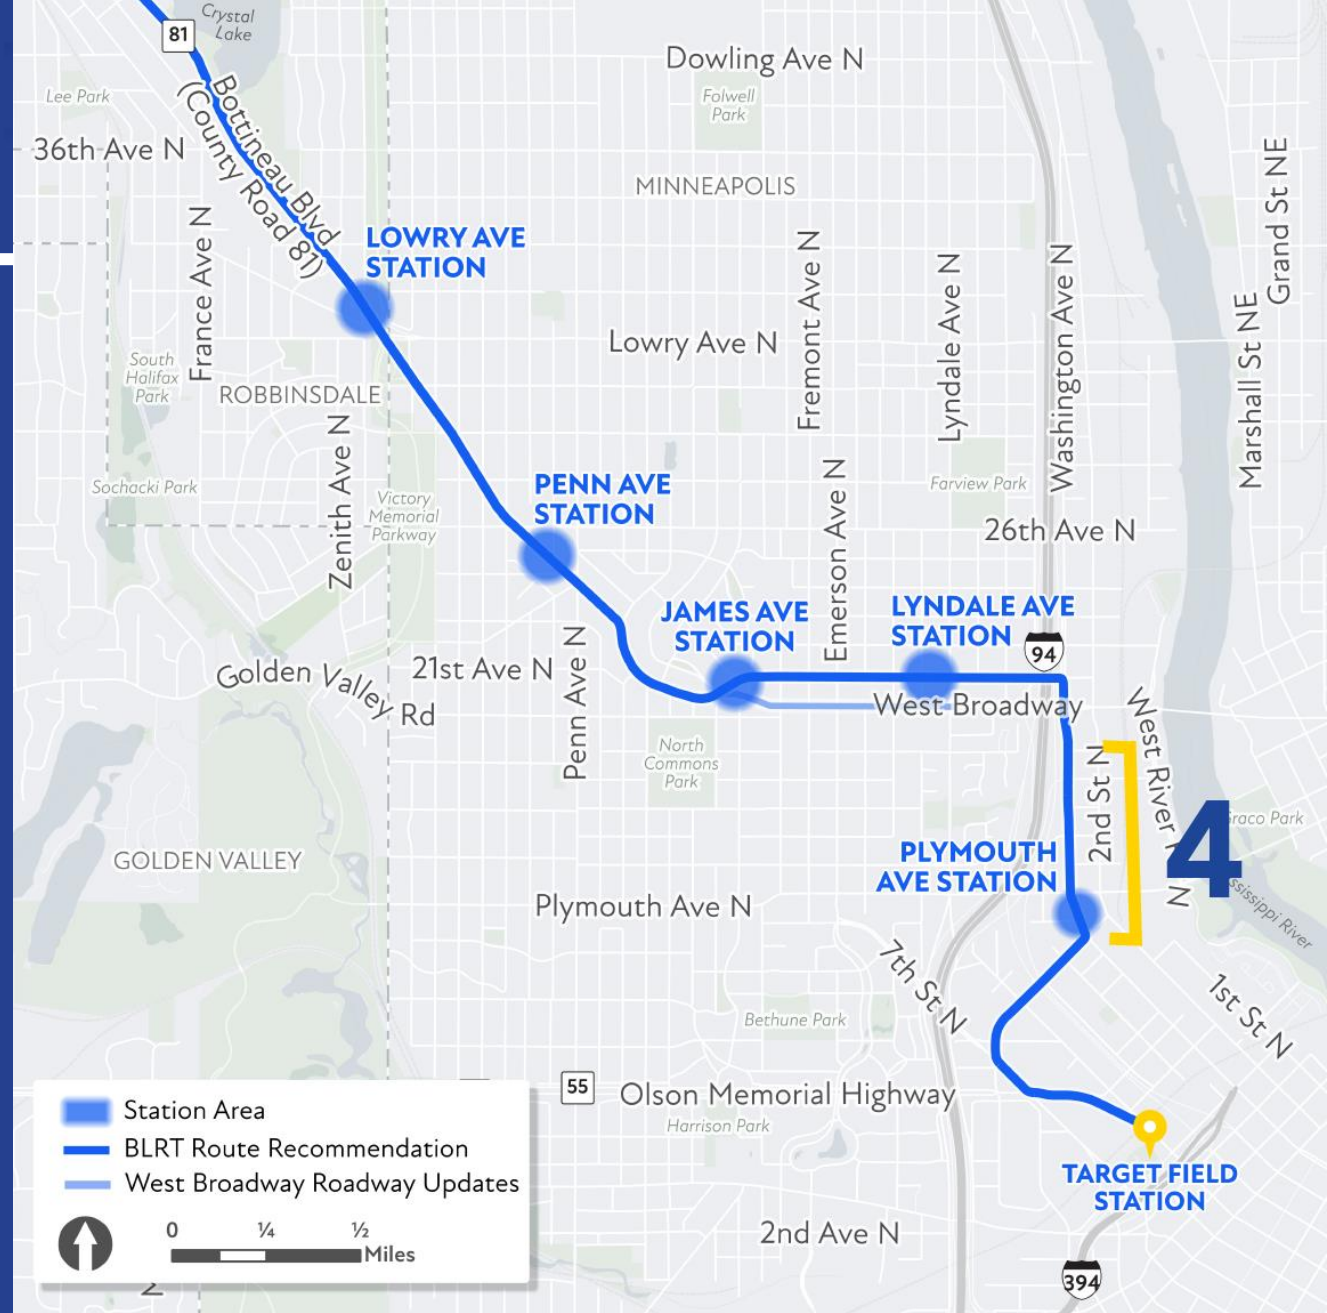 Crystal
Lake
81
Dowling Ave N
Lee Park
Folwell
Park
36th Ave N
Bottineau Blvd
(County Road 81)
MINNEAPOLIS
Grand St NE
France Ave N
LOWRY AVE
STATION
Fremont Ave N
Lyndale Ave N
Washington Ave N
Marshall St NE
Lowry Ave N
South
Halifax
Park
ROBBINSDALE
Zenith Ave N
Sochacki Park
Victory
Memorial
Parkway
PENN AVE
STATION
Farview Park
26th Ave N
Emerson Ave N
JAMES AVE
STATION
LYNDALE AVE
STATION
94
Golden Valley Rd
21st Ave N
Penn Ave N
West Broadway
North
Commons
Park
2nd St N
West River
N
4
raco Park
GOLDEN VALLEY
PLYMOUTH
AVE STATION
Plymouth Ave N
ssissippi River
7th St N
1st St N
Bethune Park
55
Olson Memorial Highway
Harrison Park
TARGET FIELD
STATION
2nd Ave N
394
Station Area
BLRT Route Recommendation
West Broadway Roadway Updates
0 ¼ ½
Miles
N